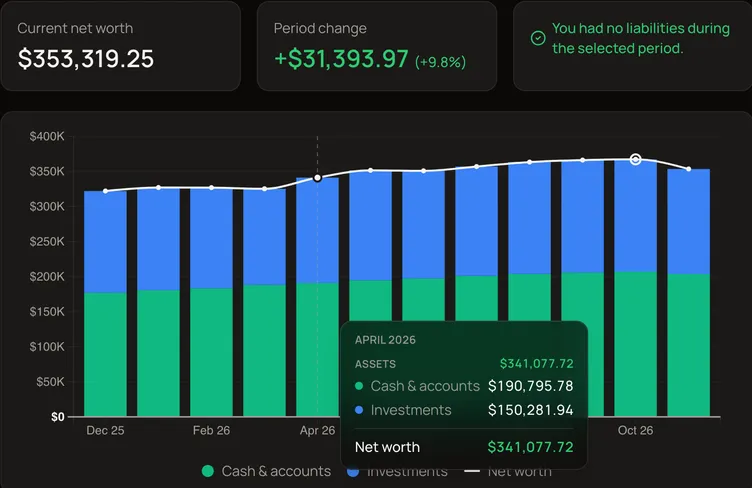 Current net worth
$353,319.25
Period change
+$31,393.97 (+9.8%)
You had no liabilities during
the selected period.
$400K
$350K
$300K
$250K
$200K
$150K
$100K
$50K
$0
Dec 25
Feb 26
Apr 26
Oct 26
APRIL 2026
ASSETS $341,077.72
Cash & accounts $190,795.78
Investments $150,281.94
Net worth $341,077.72
Cash & accounts Investments Net worth